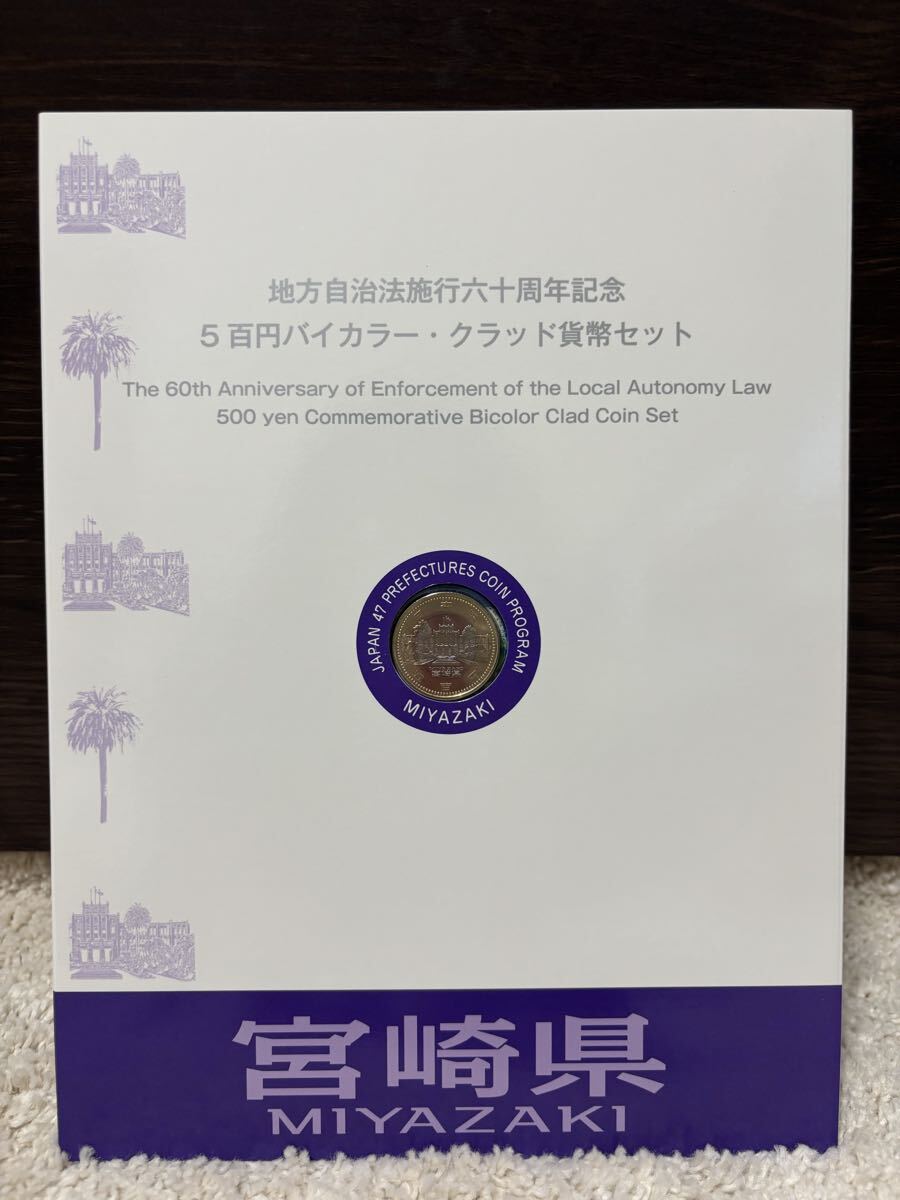 地方自治法施行六十周年記念
5百円バイカラー・クラッド貨幣セット
The 60th Anniversary of Enforcement of the Local Autonomy Law
500 yen Commemorative Bicolor Clad Coin Set
JAPAN 47 PREFECTURES COIN PROGRAM
MIYAZAKI
宮崎県
MIYAZAKI